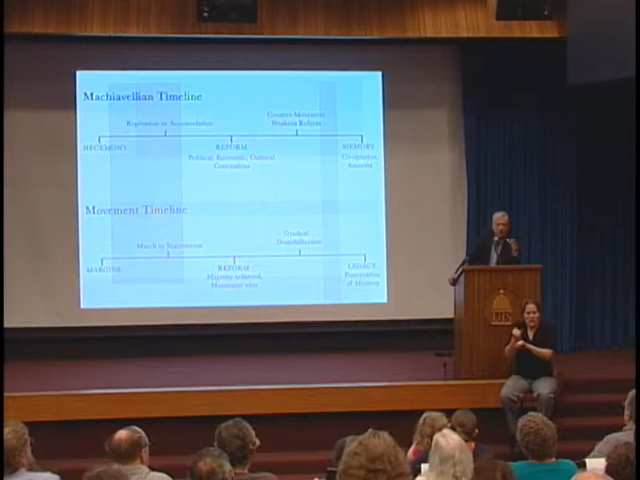 Machiavellian Timeline
Repression or Accomodation
Counter-Movement
Weakens Reform
HEGEMONY
REFORM
MEMORY
Political, Economic, Cultural
Concessions
Co-optation,
Amnesia
Movement Timeline
March to Mainstream
Gradual
Demobilization
MARGINS
REFORM
LEGACY
Majority achieved,
Movement wins
Preservation
of Memory